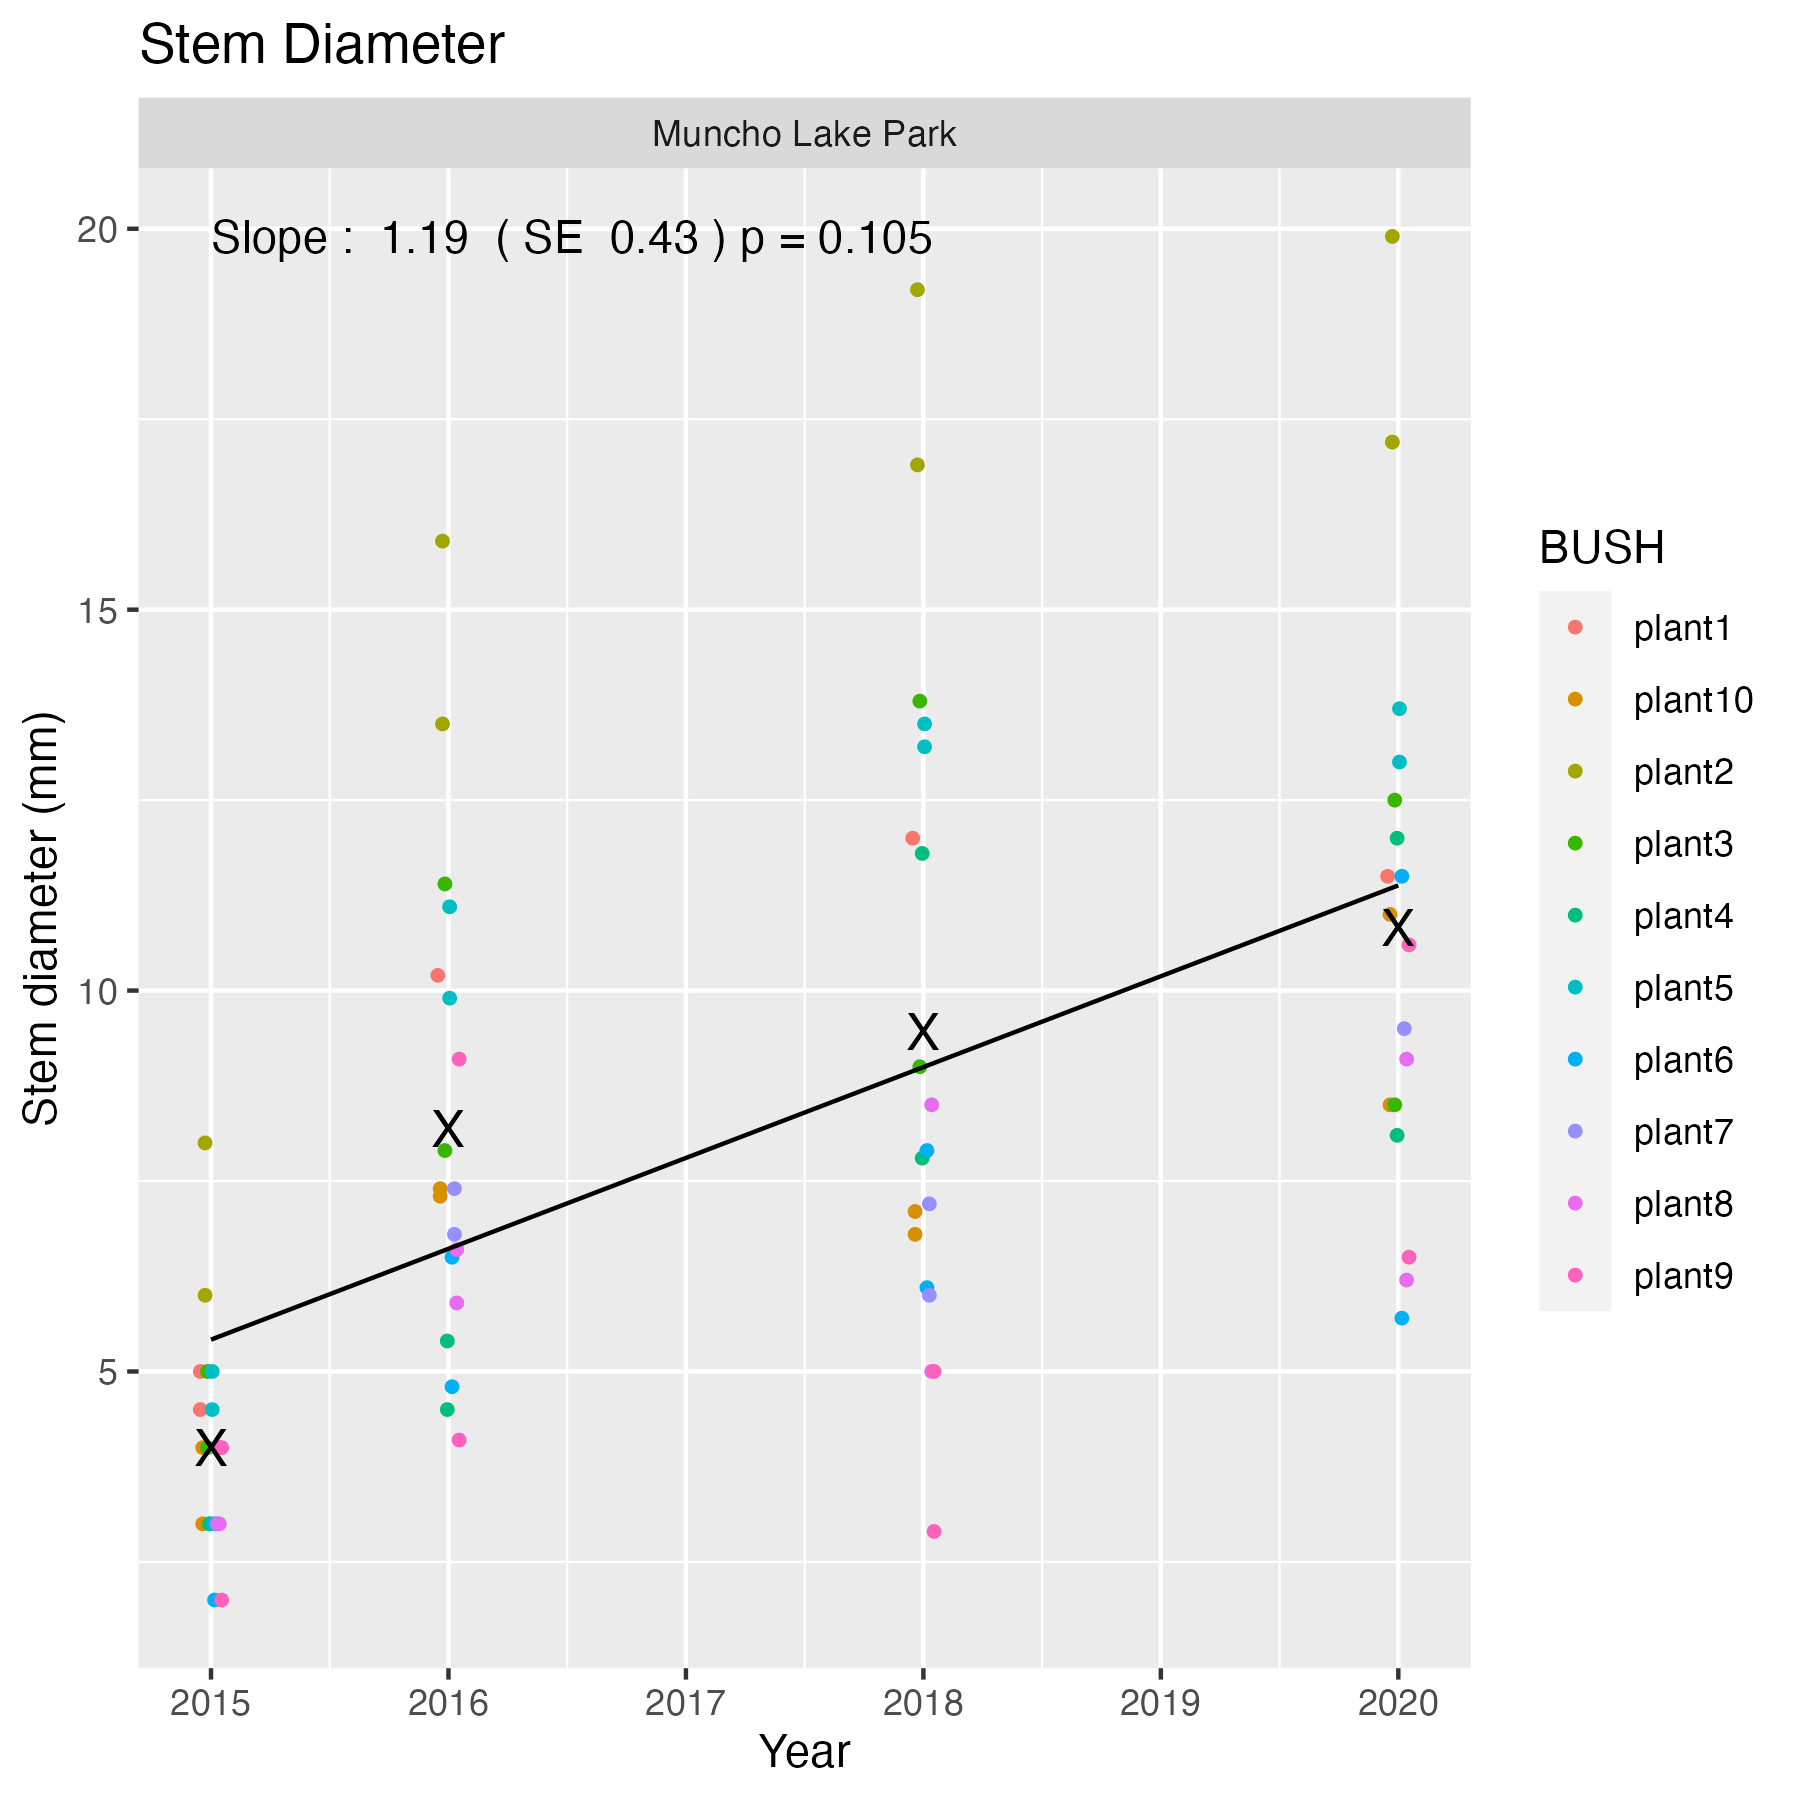 Stem Diameter
Muncho Lake Park
Slope : 1.19 ( SE 0.43 ) p = 0.105
20
15
10
5
Stem diameter (mm)
X
X
X
X
2015 2016 2017 2018 2019 2020
Year
BUSH
plant1
plant10
plant2
plant3
plant4
plant5
plant6
plant7
plant8
plant9